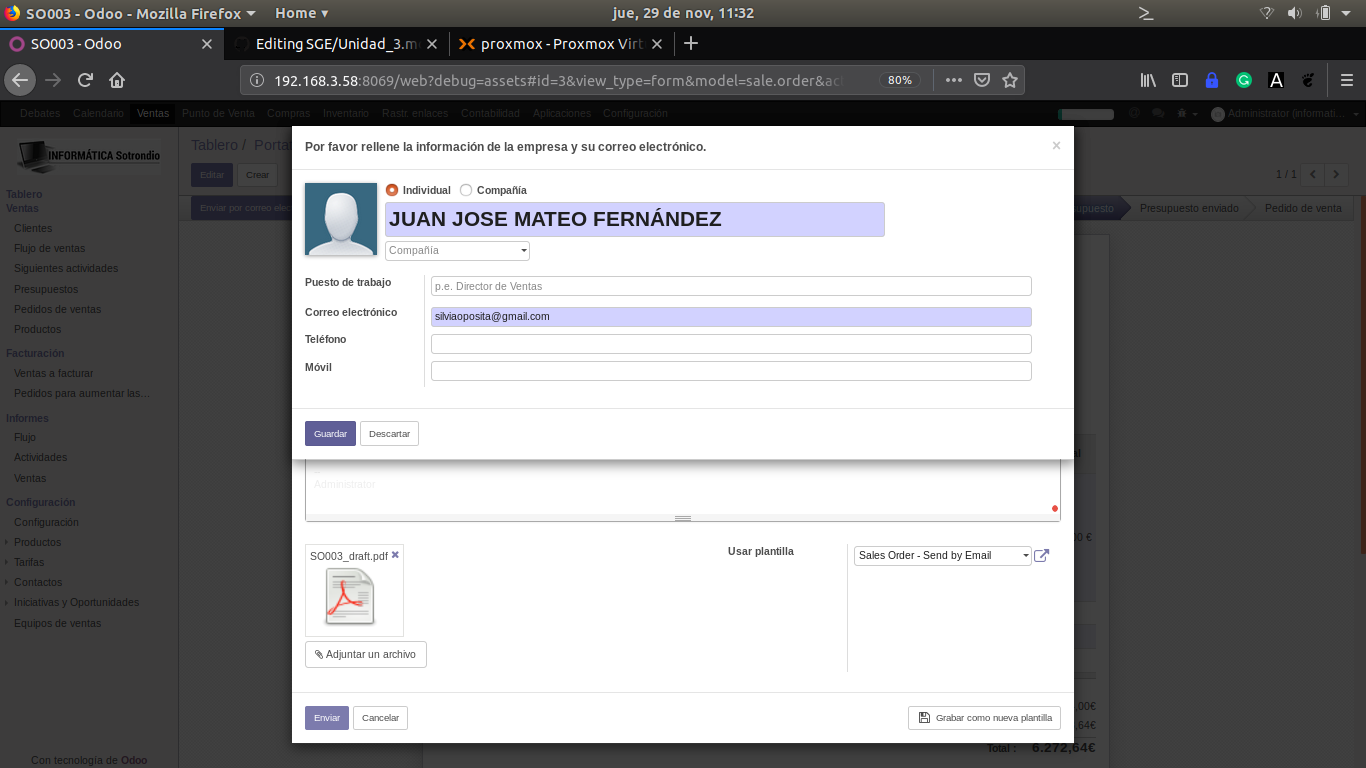 SO003 - Odoo - Mozilla Firefox
Home
jue, 29 de nov, 11:32
SO003 - Odoo
Editing SGE/Unidad_3.m
proxmox - Proxmox Virt
192.168.3.58:8069/web?debug=assets#id=3&view_type=form&model=sale.order&ac
80%
Debates Calendario Ventas Punto de Venta Compras Inventario Rastr. enlaces Contabilidad Aplicaciones Configuración
Administrator (informati...
INFORMÁTICA Sotrondio
Tablero /
Editar
Crear
1 / 1
Enviar por correo elec
upuesto
Presupuesto enviado
Pedido de venta
Tablero
Ventas
Clientes
Flujo de ventas
Siguientes actividades
Presupuestos
Pedidos de ventas
Productos
Facturación
Ventas a facturar
Pedidos para aumentar las...
Informes
Flujo
Actividades
Ventas
Configuración
Configuración
Productos
Tarifas
Contactos
Iniciativas y Oportunidades
Equipos de ventas
Con tecnología de Odoo
Por favor rellene la información de la empresa y su correo electrónico.
×
Individual
Compañía
JUAN JOSE MATEO FERNÁNDEZ
Compañía
Puesto de trabajo
p.e. Director de Ventas
Correo electrónico
silviaoposita@gmail.com
Teléfono
Móvil
Guardar
Descartar
--
Administrator
SO003_draft.pdf
Usar plantilla
Sales Order - Send by Email
Adjuntar un archivo
Enviar
Cancelar
Grabar como nueva plantilla
al
00 €
,00€
,64€
Total :
6.272,64€